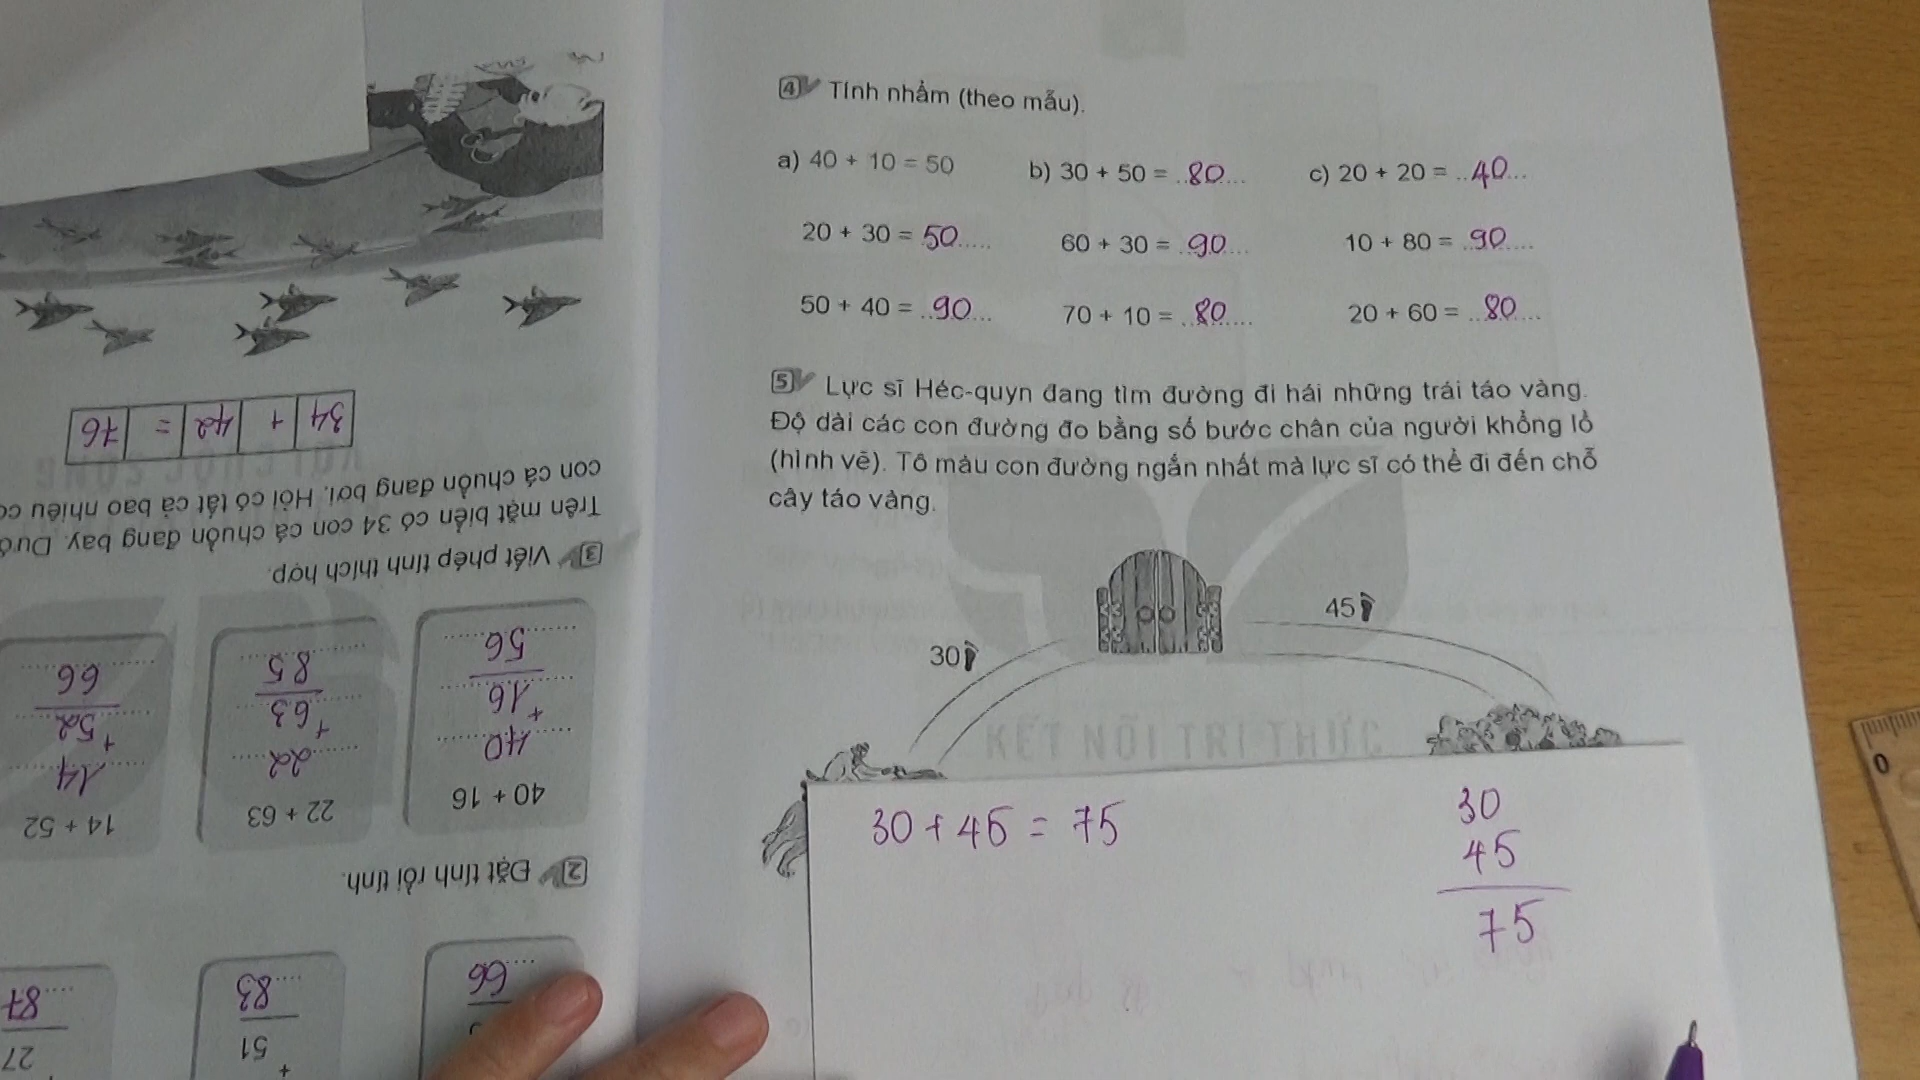 4 Tính nhẩm (theo mẫu).
a) 40 + 10 = 50 b) 30 + 50 = ..80.... c) 20 + 20 = ..40...
20 + 30 = 50..... 60 + 30 = ..90.... 10 + 80 = ..90....
50 + 40 = ..90... 70 + 10 = ..80.... 20 + 60 = ..80....
5 Lực sĩ Héc-quyn đang tìm đường đi hái những trái táo vàng.
Độ dài các con đường đo bằng số bước chân của người khổng lồ
(hình vẽ). Tô màu con đường ngắn nhất mà lực sĩ có thể đi đến chỗ
cây táo vàng.
45
30
KẾT NỐI TRI THỨC
30 + 45 = 75
30
45
75
0
27
87
+ 51
83
66
2 Đặt tính rồi tính.
40 + 16 22 + 63 14 + 52
40
+ 16
56
22
+ 63
85
14
+ 52
66
3 Viết phép tính thích hợp.
Trên mặt biển có 34 con cá chuồn đang bay. Dướ
con cá chuồn đang bơi. Hỏi có tất cả bao nhiêu co
34 + 42 = 76